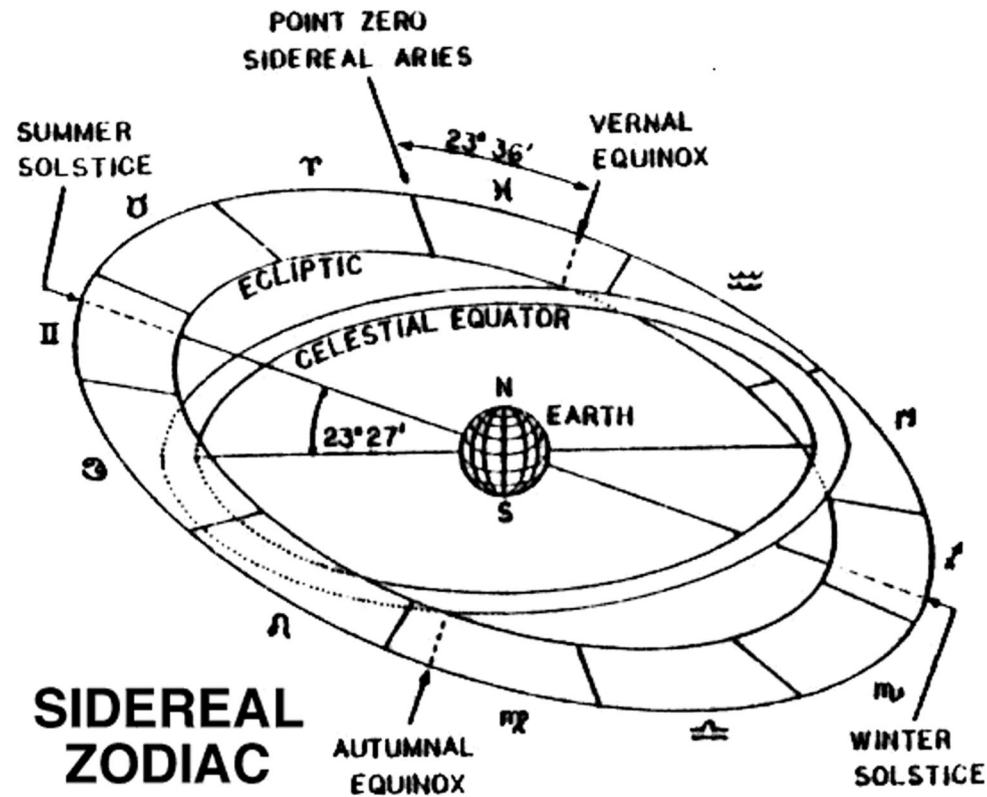 POINT ZERO
SIDEREAL ARIES
SUMMER
SOLSTICE
23° 36'
VERNAL
EQUINOX
♈
♉
♓
♒
ECLIPTIC
CELESTIAL EQUATOR
♊
N
EARTH
23° 27'
S
♑
♋
♐
♌
♍
♎
♏
SIDEREAL
ZODIAC
AUTUMNAL
EQUINOX
WINTER
SOLSTICE